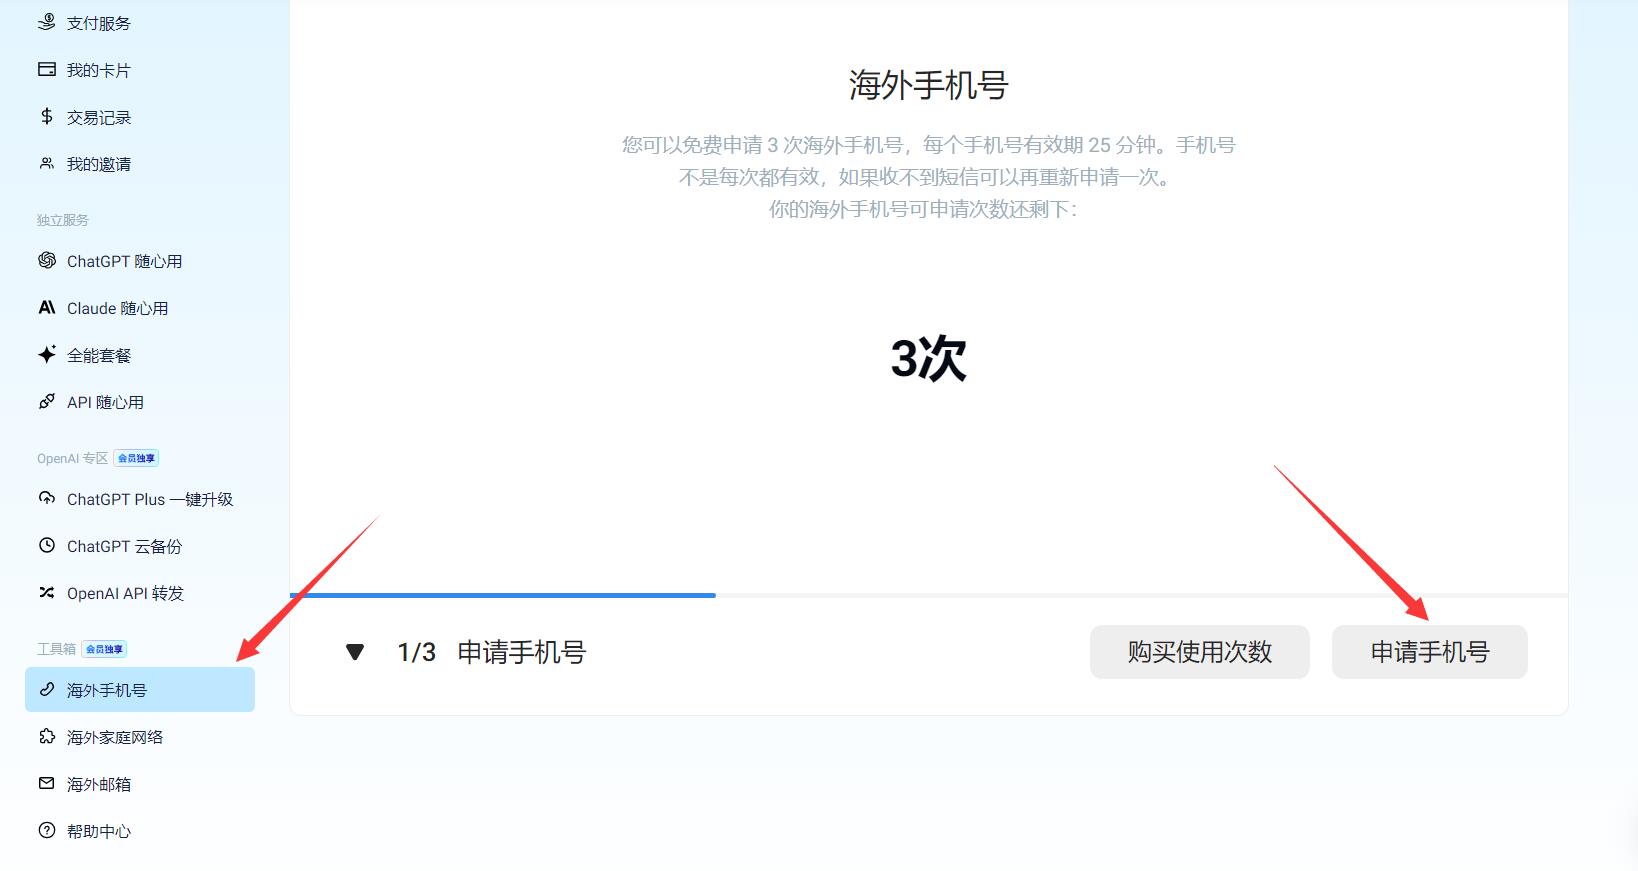 支付服务
我的卡片
交易记录
我的邀请
独立服务
ChatGPT 随心用
Claude 随心用
全能套餐
API 随心用
OpenAI 专区 会员独享
ChatGPT Plus 一键升级
ChatGPT 云备份
OpenAI API 转发
工具箱 会员独享
海外手机号
海外家庭网络
海外邮箱
帮助中心
海外手机号
您可以免费申请 3 次海外手机号，每个手机号有效期 25 分钟。手机号
不是每次都有效，如果收不到短信可以再重新申请一次。
你的海外手机号可申请次数还剩下：
3次
1/3 申请手机号
购买使用次数
申请手机号